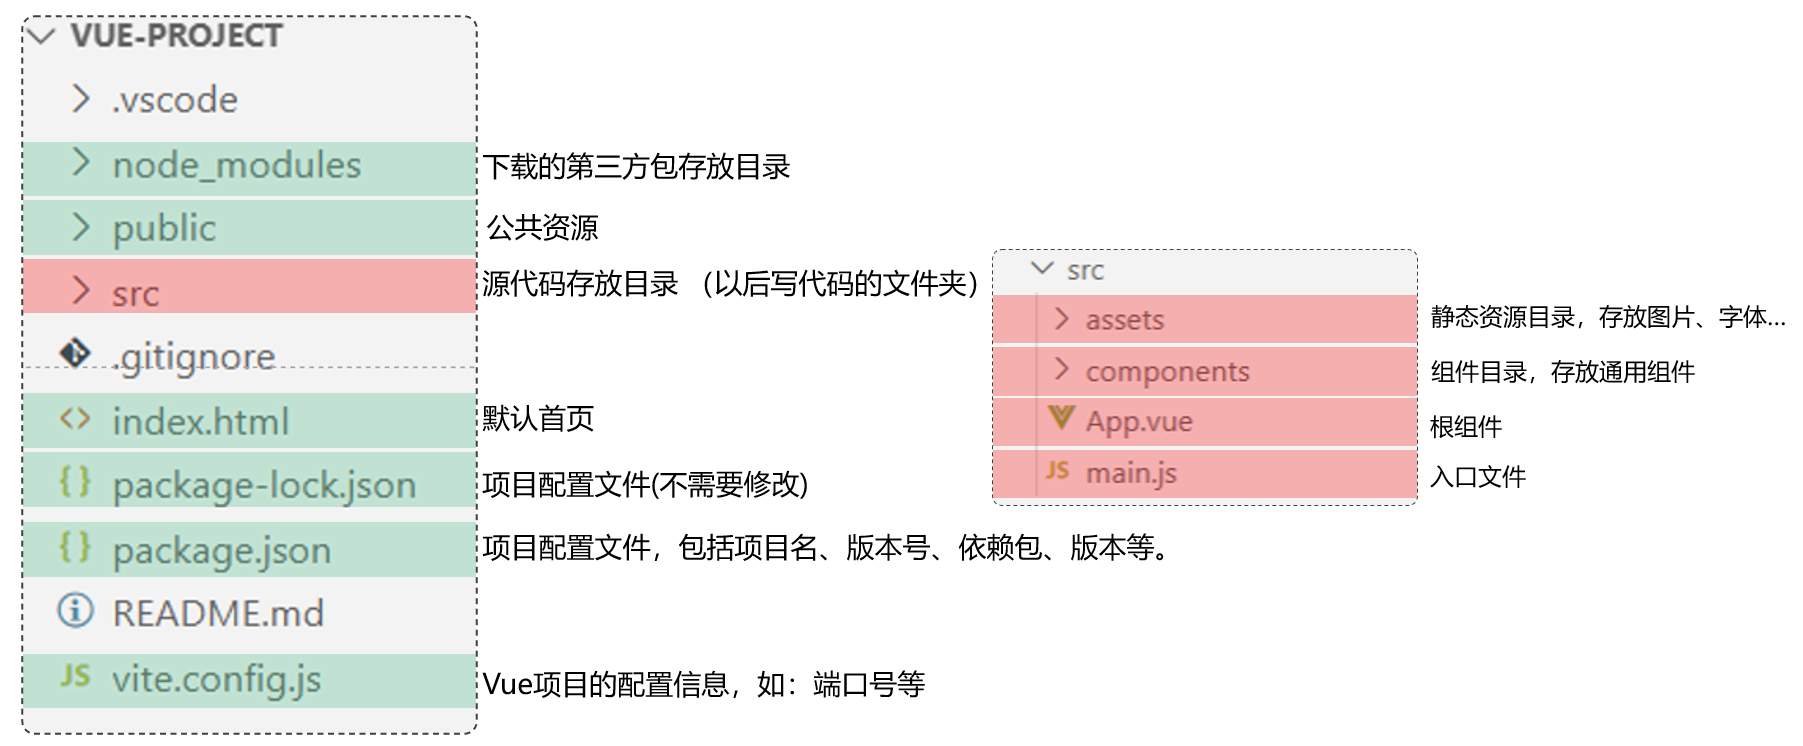 VUE-PROJECT
.vscode
node_modules 下载的第三方包存放目录
public 公共资源
src 源代码存放目录 （以后写代码的文件夹）
.gitignore
index.html 默认首页
package-lock.json 项目配置文件(不需要修改)
package.json 项目配置文件，包括项目名、版本号、依赖包、版本等。
README.md
JS vite.config.js Vue项目的配置信息，如：端口号等
src
assets 静态资源目录，存放图片、字体...
components 组件目录，存放通用组件
App.vue 根组件
JS main.js 入口文件